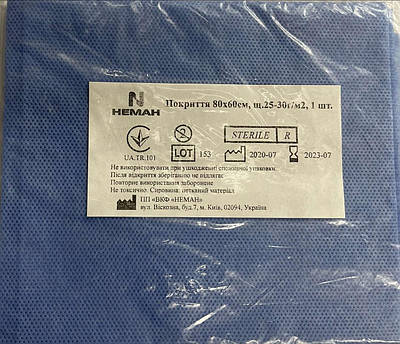 НЕМАН
Покриття 80х60см, щ.25-30г/м2, 1 шт.
2
STERILE R
UA.TR.101
LOT 153 2020-07 2023-07
Не використовувати при ушкодженні споживчої упаковки.
Після відкриття зберіганню не підлягає.
Повторне використання заборонене
Не токсично. Сировина: нетканий матеріал
ПП «ВКФ «НЕМАН»
вул. Віскозна, буд.7, м. Київ, 02094, Україна